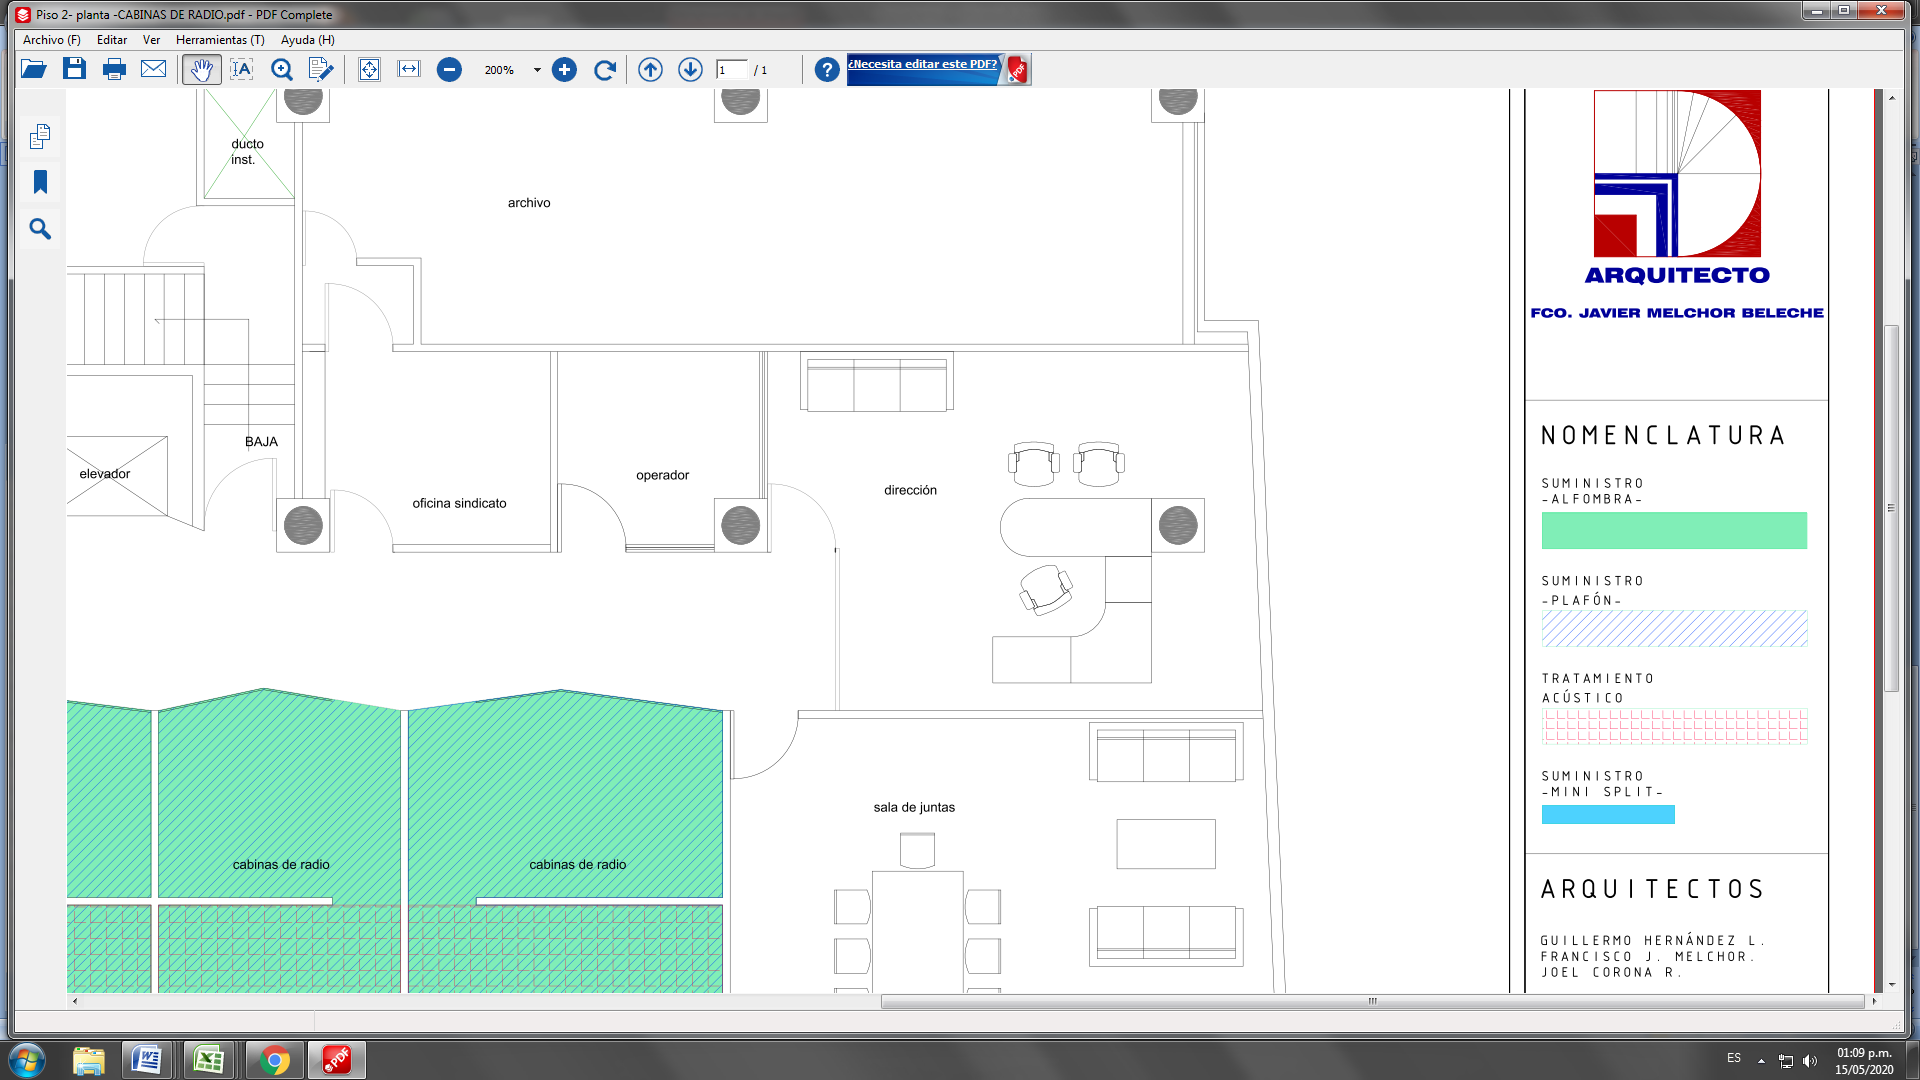 Piso 2- planta -CABINAS DE RADIO.pdf - PDF Complete
Archivo (F) Editar Ver Herramientas (T) Ayuda (H)
200% 1 / 1 ¿Necesita editar este PDF?
ducto
inst.
archivo
BAJA
elevador
oficina sindicato
operador
dirección
cabinas de radio
cabinas de radio
sala de juntas
ARQUITECTO
FCO. JAVIER MELCHOR BELECHE
NOMENCLATURA
SUMINISTRO
-ALFOMBRA-
SUMINISTRO
-PLAFÓN-
TRATAMIENTO
ACÚSTICO
SUMINISTRO
-MINI SPLIT-
ARQUITECTOS
GUILLERMO HERNÁNDEZ L.
FRANCISCO J. MELCHOR.
JOEL CORONA R.
ES
01:09 p.m.
15/05/2020